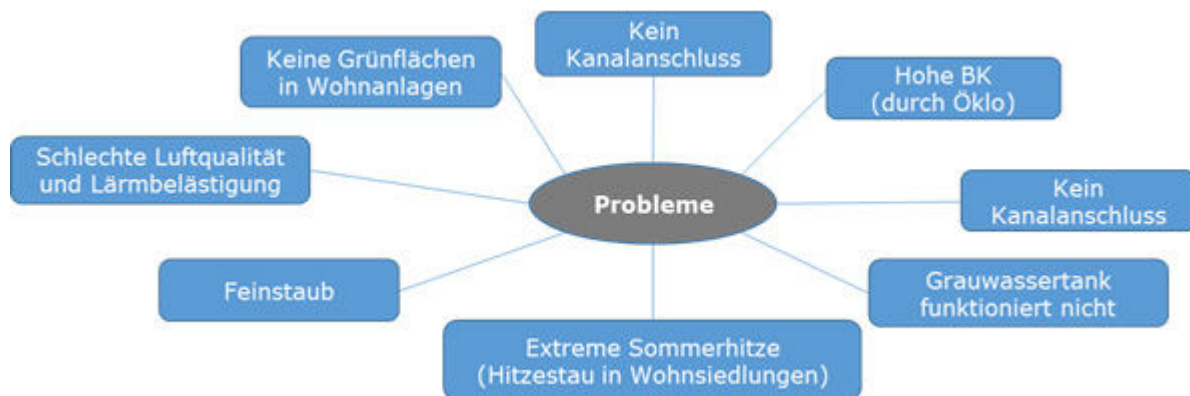 Kein
Kanalanschluss
Keine Grünflächen
in Wohnanlagen
Hohe BK
(durch Öklo)
Schlechte Luftqualität
und Lärmbelästigung
Probleme
Kein
Kanalanschluss
Feinstaub
Grauwassertank
funktioniert nicht
Extreme Sommerhitze
(Hitzestau in Wohnsiedlungen)